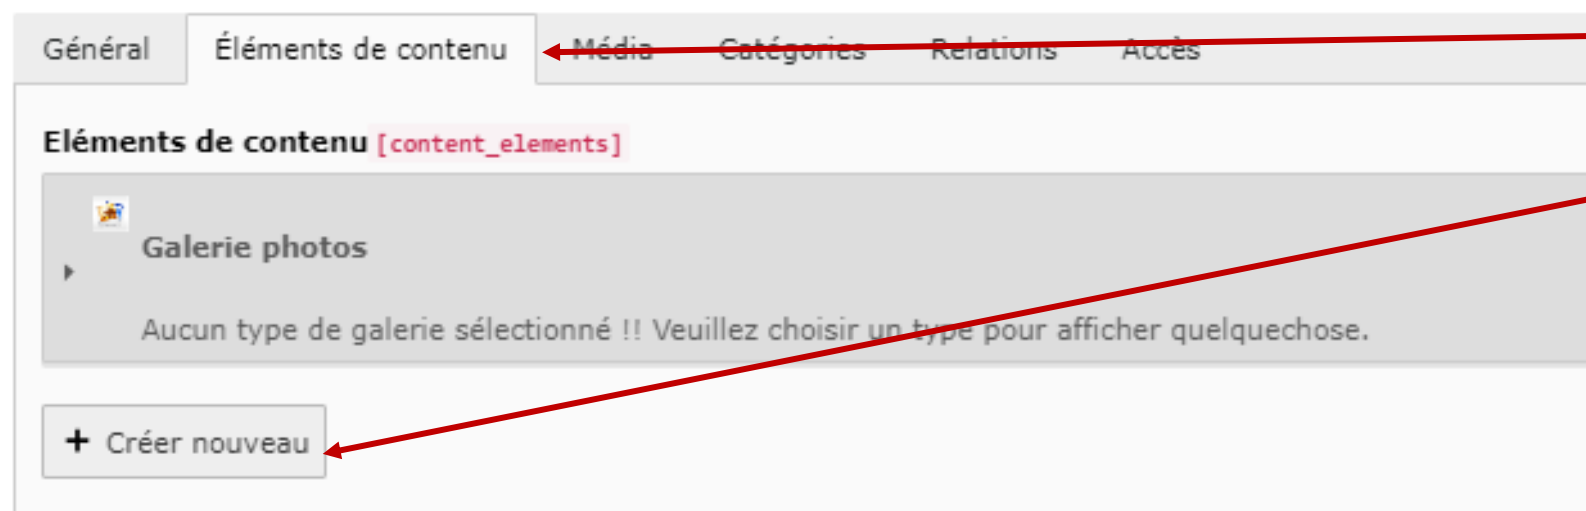 Général Éléments de contenu Média Catégories Relations Accès
Eléments de contenu [content_elements]
Galerie photos
Aucun type de galerie sélectionné !! Veuillez choisir un type pour afficher quelquechose.
+ Créer nouveau